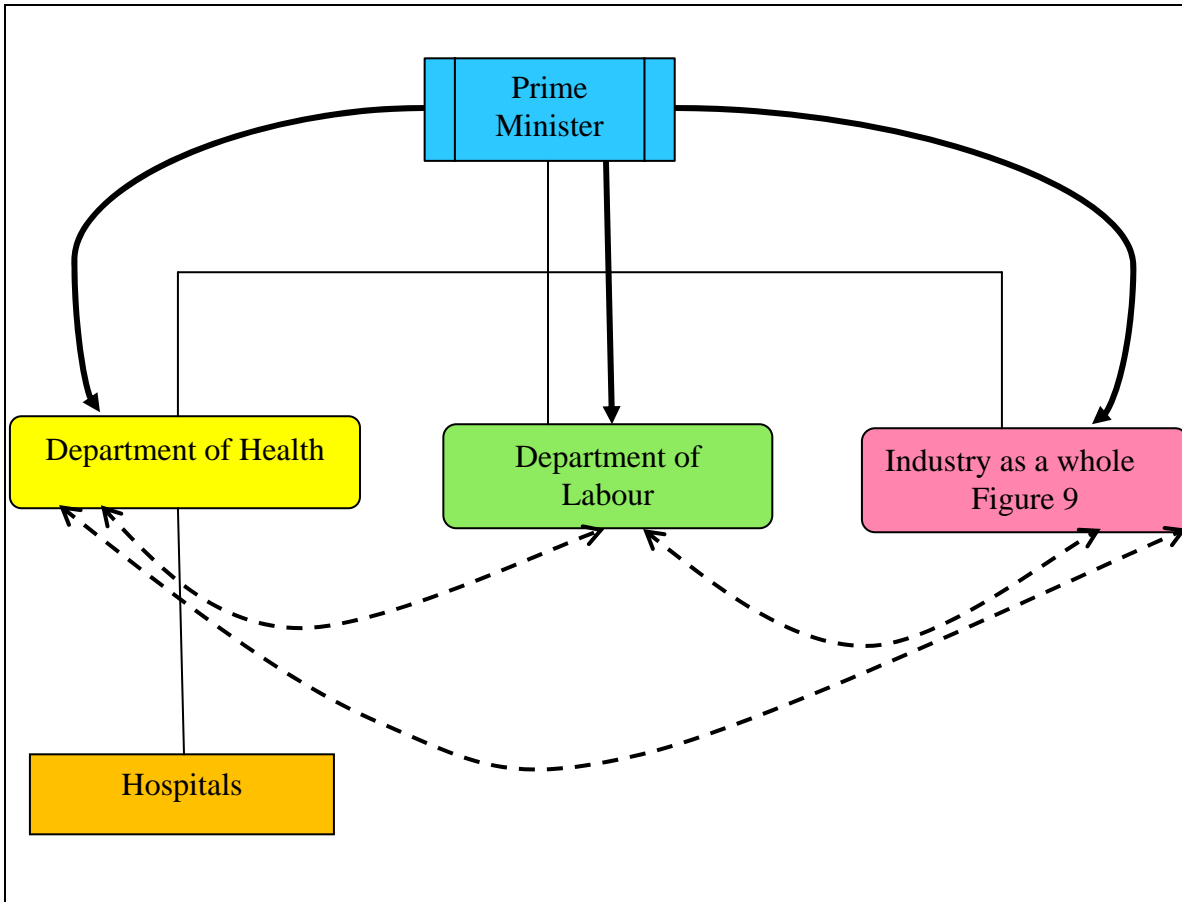 Prime
Minister
Department of Health
Department of
Labour
Industry as a whole
Figure 9
Hospitals